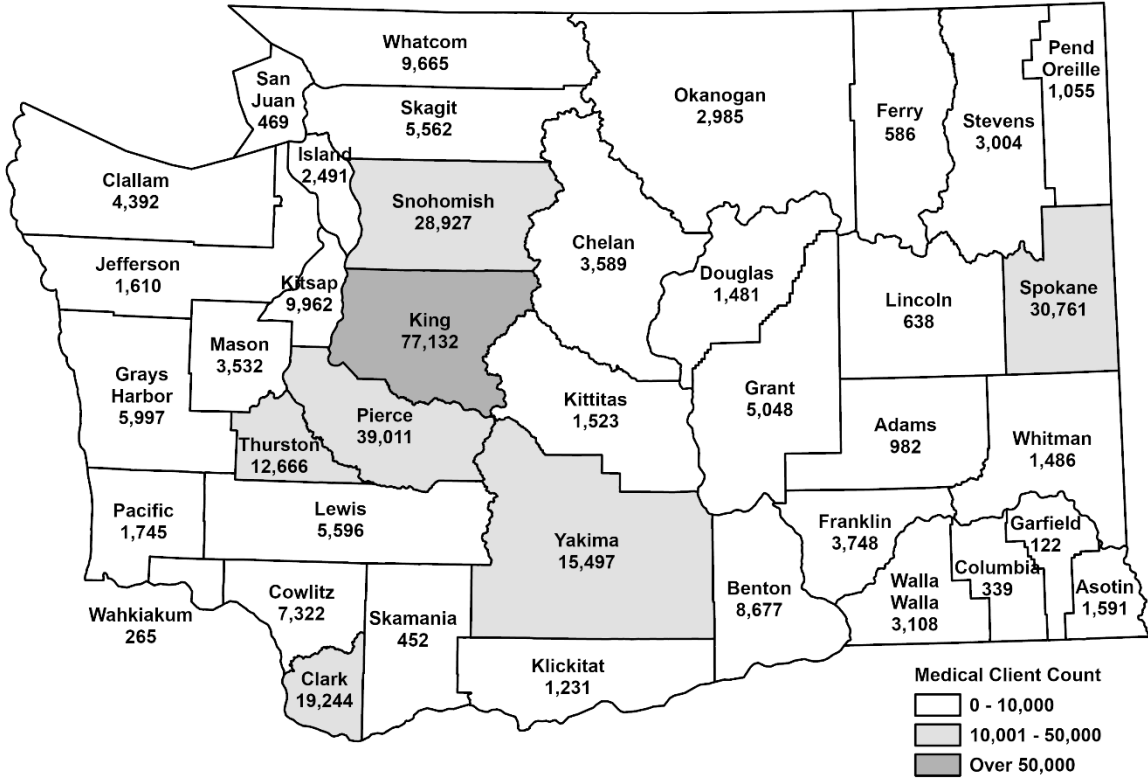 Whatcom
9,665
San
Juan
469
Skagit
5,562
Okanogan
2,985
Ferry
586
Stevens
3,004
Pend
Oreille
1,055
Island
2,491
Clallam
4,392
Snohomish
28,927
Chelan
3,589
Douglas
1,481
Jefferson
1,610
Kitsap
9,962
Lincoln
638
Spokane
30,761
King
77,132
Mason
3,532
Grays
Harbor
5,997
Grant
5,048
Kittitas
1,523
Pierce
39,011
Adams
982
Whitman
1,486
Thurston
12,666
Pacific
1,745
Lewis
5,596
Yakima
15,497
Franklin
3,748
Garfield
122
Columbia
339
Walla
Walla
3,108
Asotin
1,591
Benton
8,677
Wahkiakum
265
Cowlitz
7,322
Skamania
452
Klickitat
1,231
Clark
19,244
Medical Client Count
0 - 10,000
10,001 - 50,000
Over 50,000